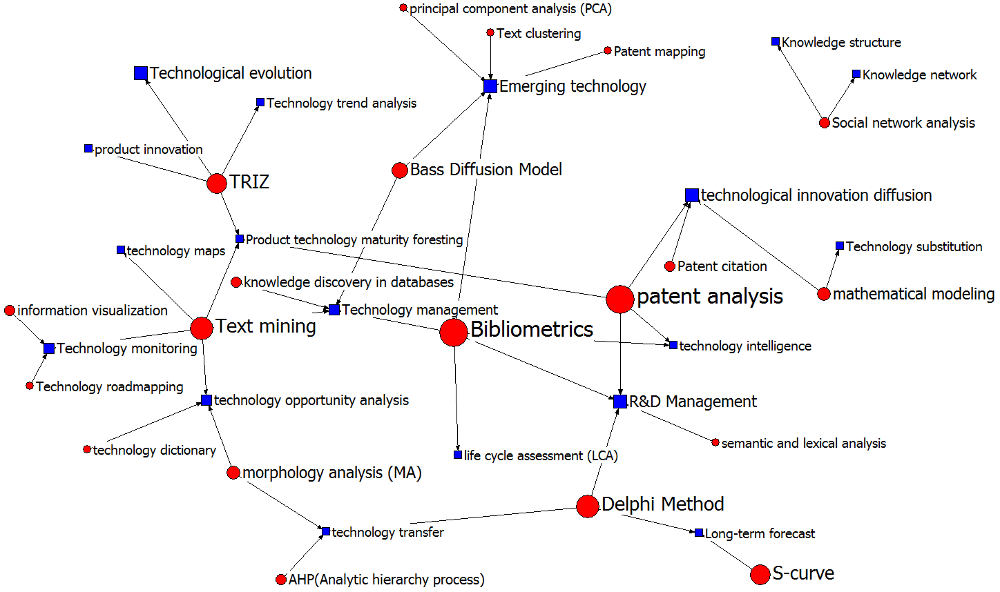 principal component analysis (PCA)
Text clustering
Knowledge structure
Patent mapping
Technological evolution
Knowledge network
Emerging technology
Technology trend analysis
Social network analysis
product innovation
Bass Diffusion Model
TRIZ
technological innovation diffusion
Product technology maturity foresting
Technology substitution
technology maps
Patent citation
knowledge discovery in databases
mathematical modeling
patent analysis
information visualization
Technology management
Text mining
Bibliometrics
technology intelligence
Technology monitoring
Technology roadmapping
technology opportunity analysis
R&D Management
semantic and lexical analysis
technology dictionary
life cycle assessment (LCA)
morphology analysis (MA)
Delphi Method
technology transfer
Long-term forecast
S-curve
AHP(Analytic hierarchy process)